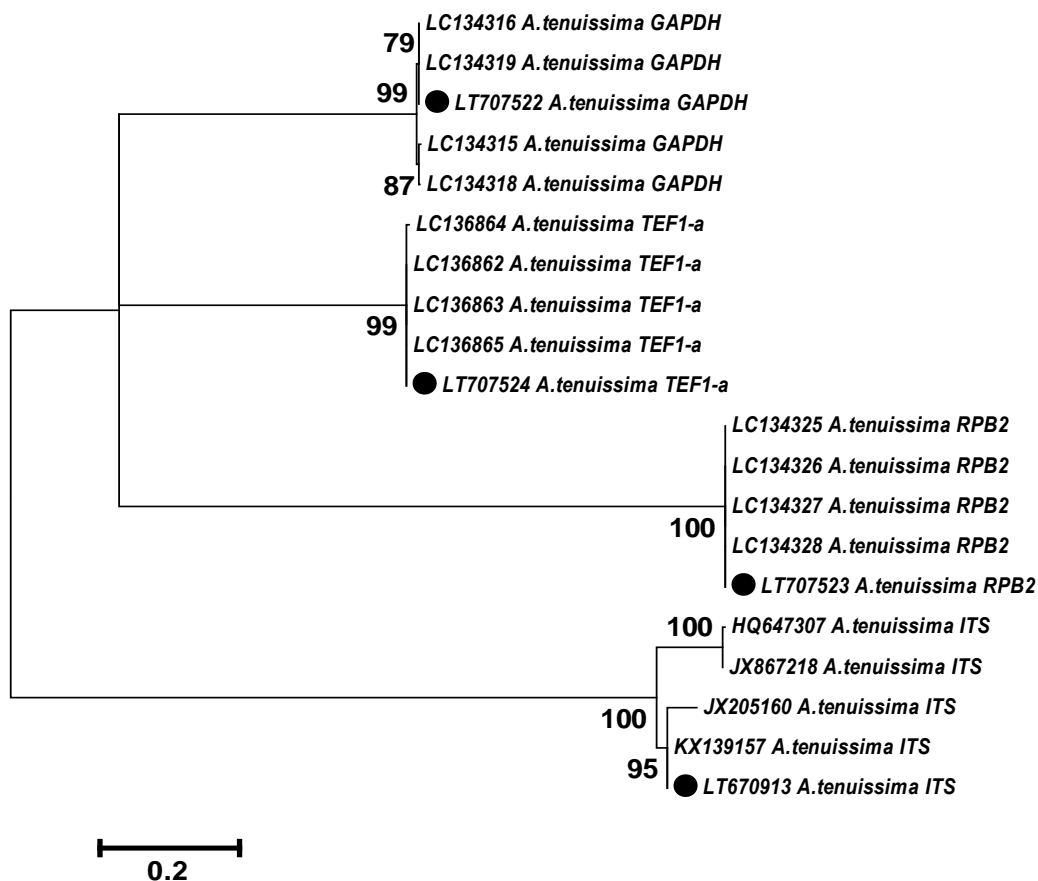 LC134316 A.tenuissima GAPDH
79
LC134319 A.tenuissima GAPDH
99
LT707522 A.tenuissima GAPDH
LC134315 A.tenuissima GAPDH
87
LC134318 A.tenuissima GAPDH
LC136864 A.tenuissima TEF1-a
LC136862 A.tenuissima TEF1-a
LC136863 A.tenuissima TEF1-a
99
LC136865 A.tenuissima TEF1-a
LT707524 A.tenuissima TEF1-a
LC134325 A.tenuissima RPB2
LC134326 A.tenuissima RPB2
LC134327 A.tenuissima RPB2
100
LC134328 A.tenuissima RPB2
LT707523 A.tenuissima RPB2
100
HQ647307 A.tenuissima ITS
JX867218 A.tenuissima ITS
JX205160 A.tenuissima ITS
100
KX139157 A.tenuissima ITS
95
LT670913 A.tenuissima ITS
0.2